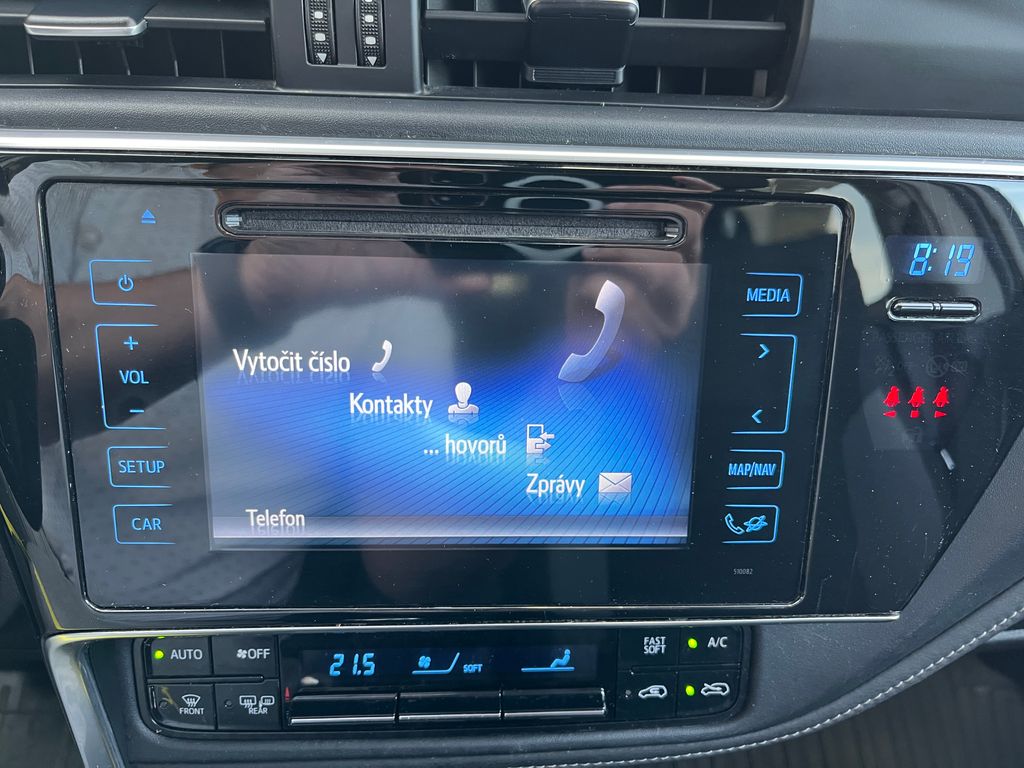 8:19
MEDIA
+
VOL
−
Vytočit číslo
Kontakty
... hovorů
SETUP
MAP/NAV
Zprávy
CAR
Telefon
510082
AUTO
OFF
21.5
SOFT
FAST
SOFT
A/C
FRONT
REAR